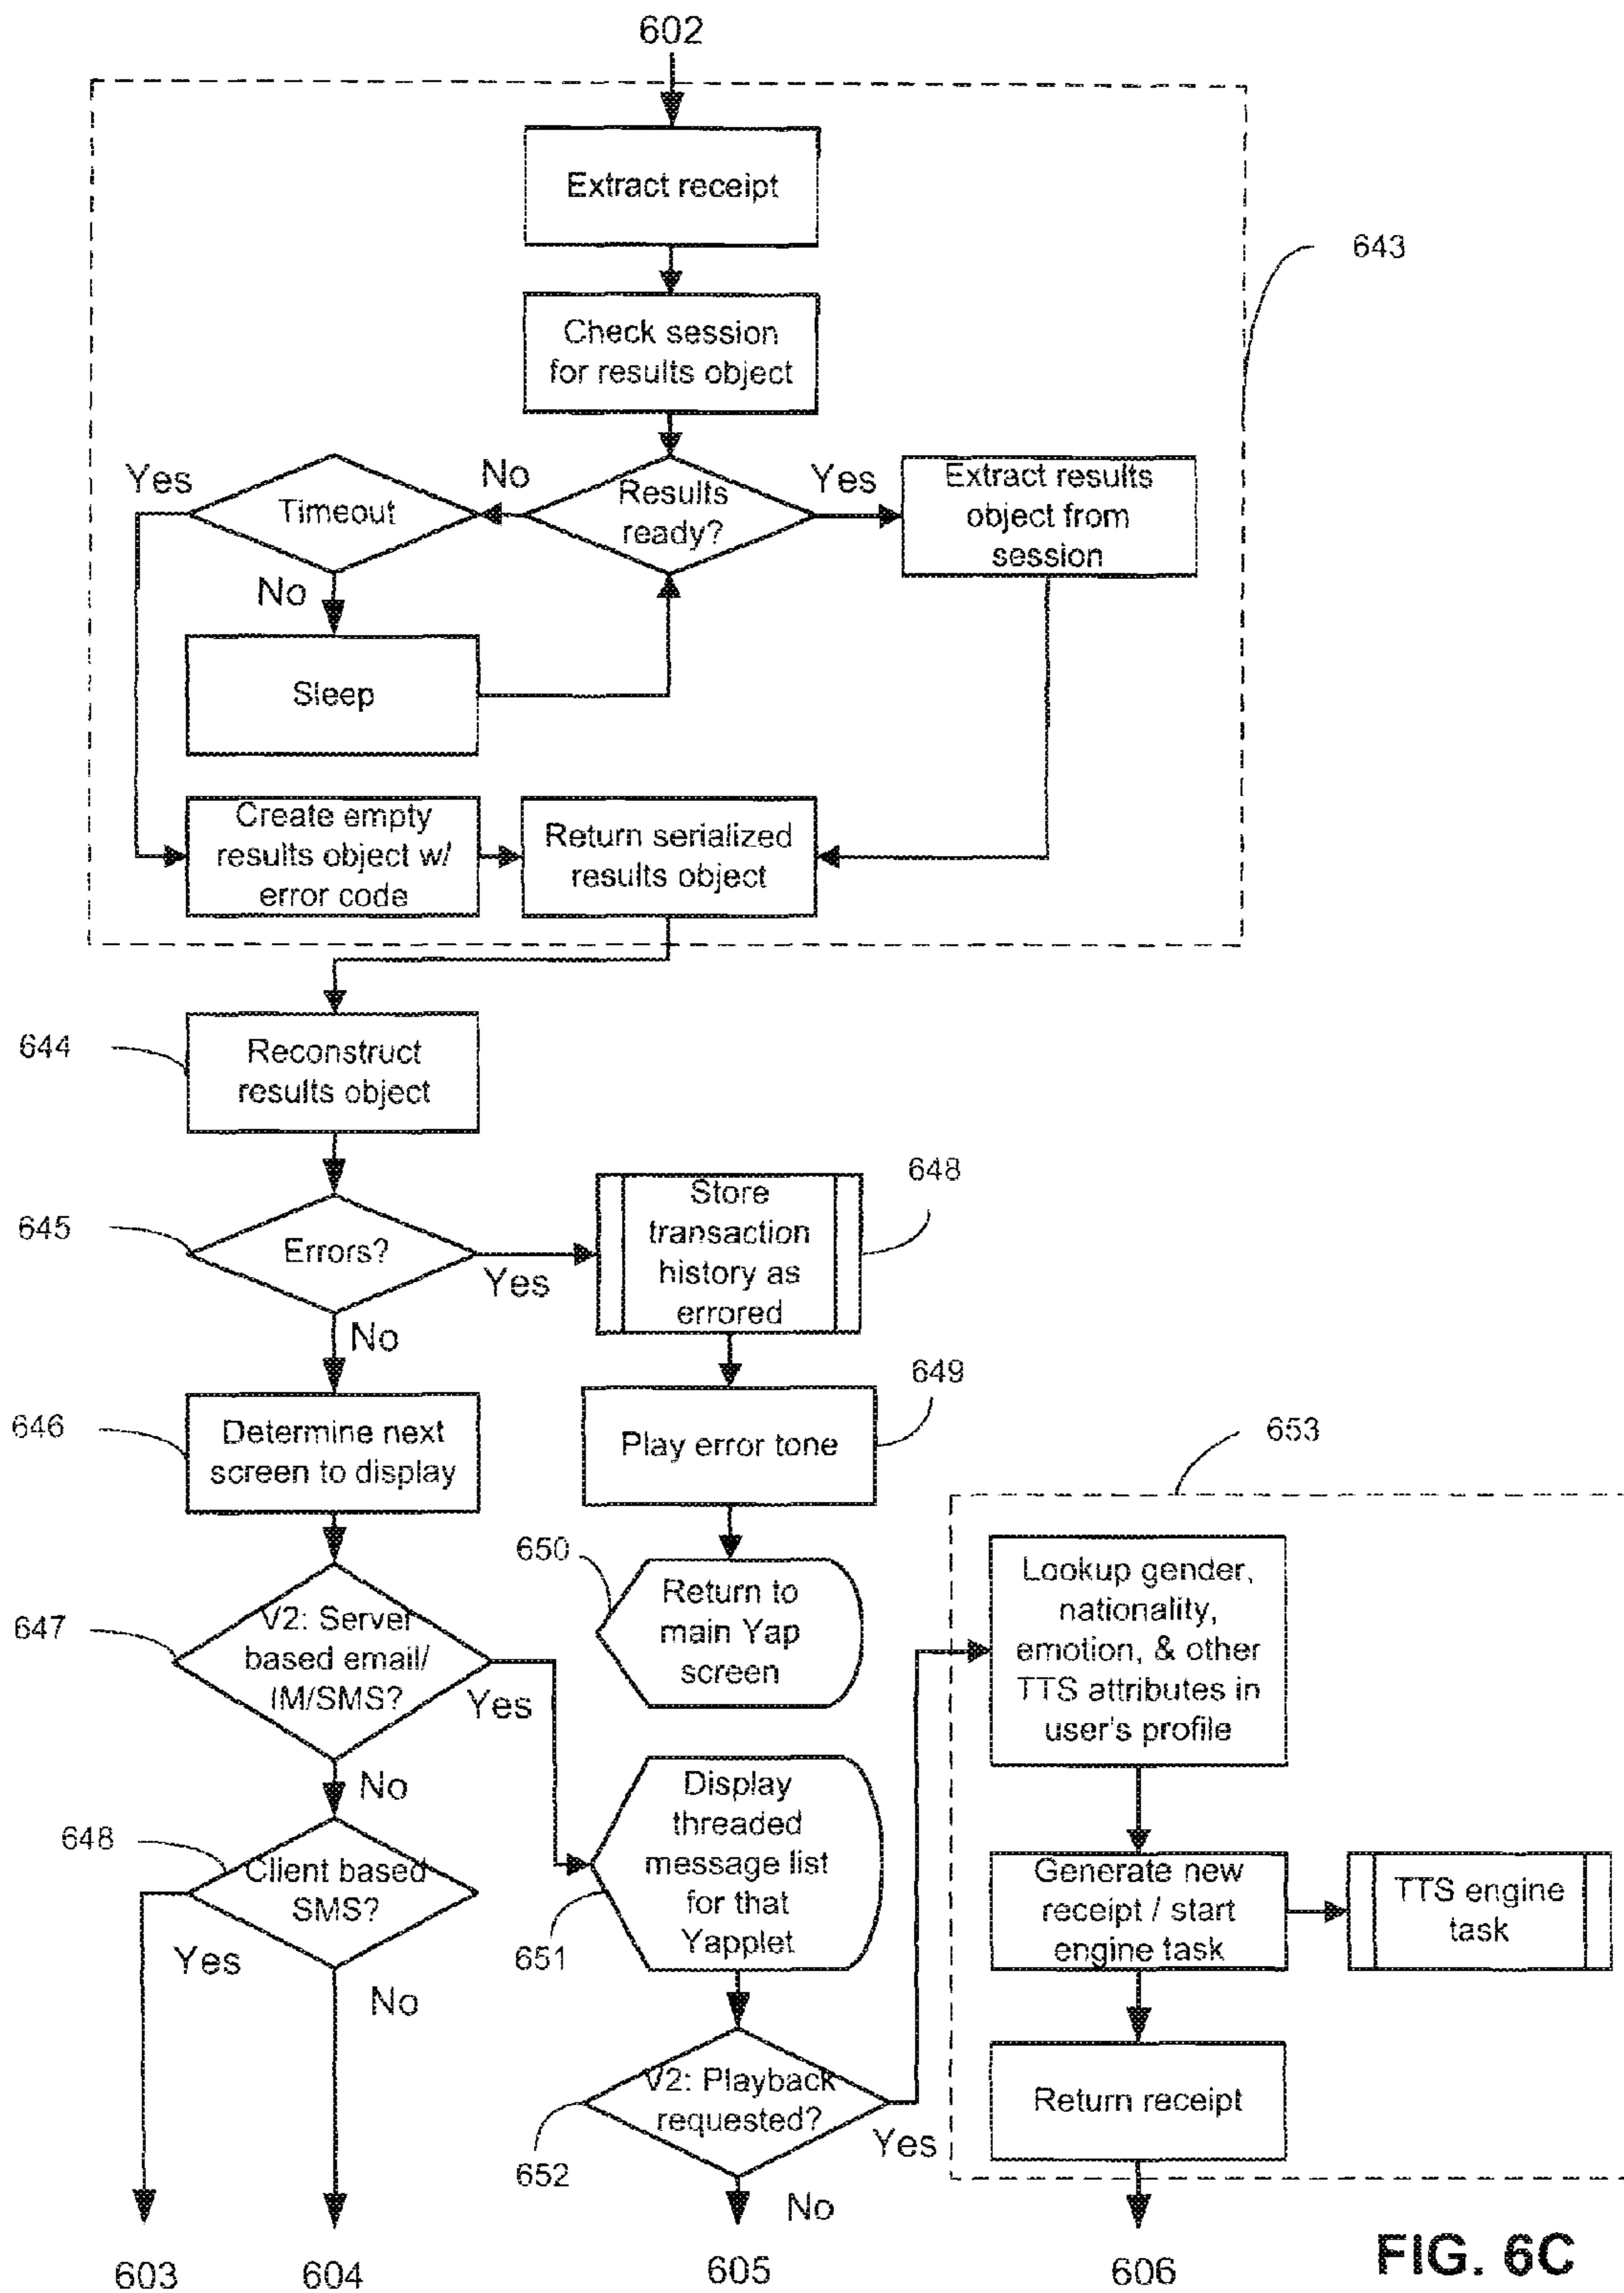 602
Extract receipt
643
Check session
for results object
Yes
Timeout
No
Results
ready?
Yes
Extract results
object from
session
No
Sleep
Create empty
results object w/
error code
Return serialized
results object
644
Reconstruct
results object
645
Errors?
Yes
Store
transaction
history as
errored
648
No
646
Determine next
screen to display
Play error tone
649
653
650
Return to
main Yap
screen
Lookup gender,
nationality,
emotion, & other
TTS attributes in
user's profile
647
V2: Server
based email/
IM/SMS?
Yes
No
Display
threaded
message list
for that
Yapplet
651
648
Client based
SMS?
Yes
No
Generate new
receipt / start
engine task
TTS engine
task
V2: Playback
requested?
652
Yes
No
Return receipt
603
604
605
606
FIG. 6C